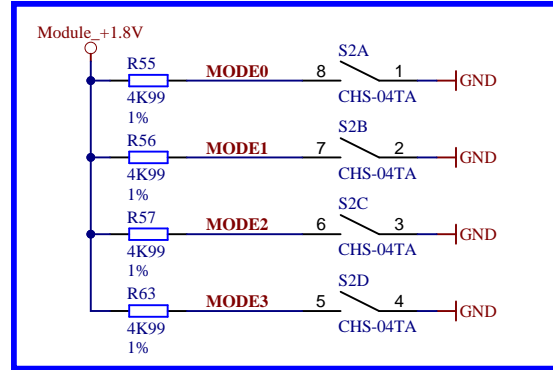 Module_+1.8V
R55 MODE0 8 S2A 1 GND
4K99 CHS-04TA
1%
R56 MODE1 7 S2B 2 GND
4K99 CHS-04TA
1%
R57 MODE2 6 S2C 3 GND
4K99 CHS-04TA
1%
R63 MODE3 5 S2D 4 GND
4K99 CHS-04TA
1%